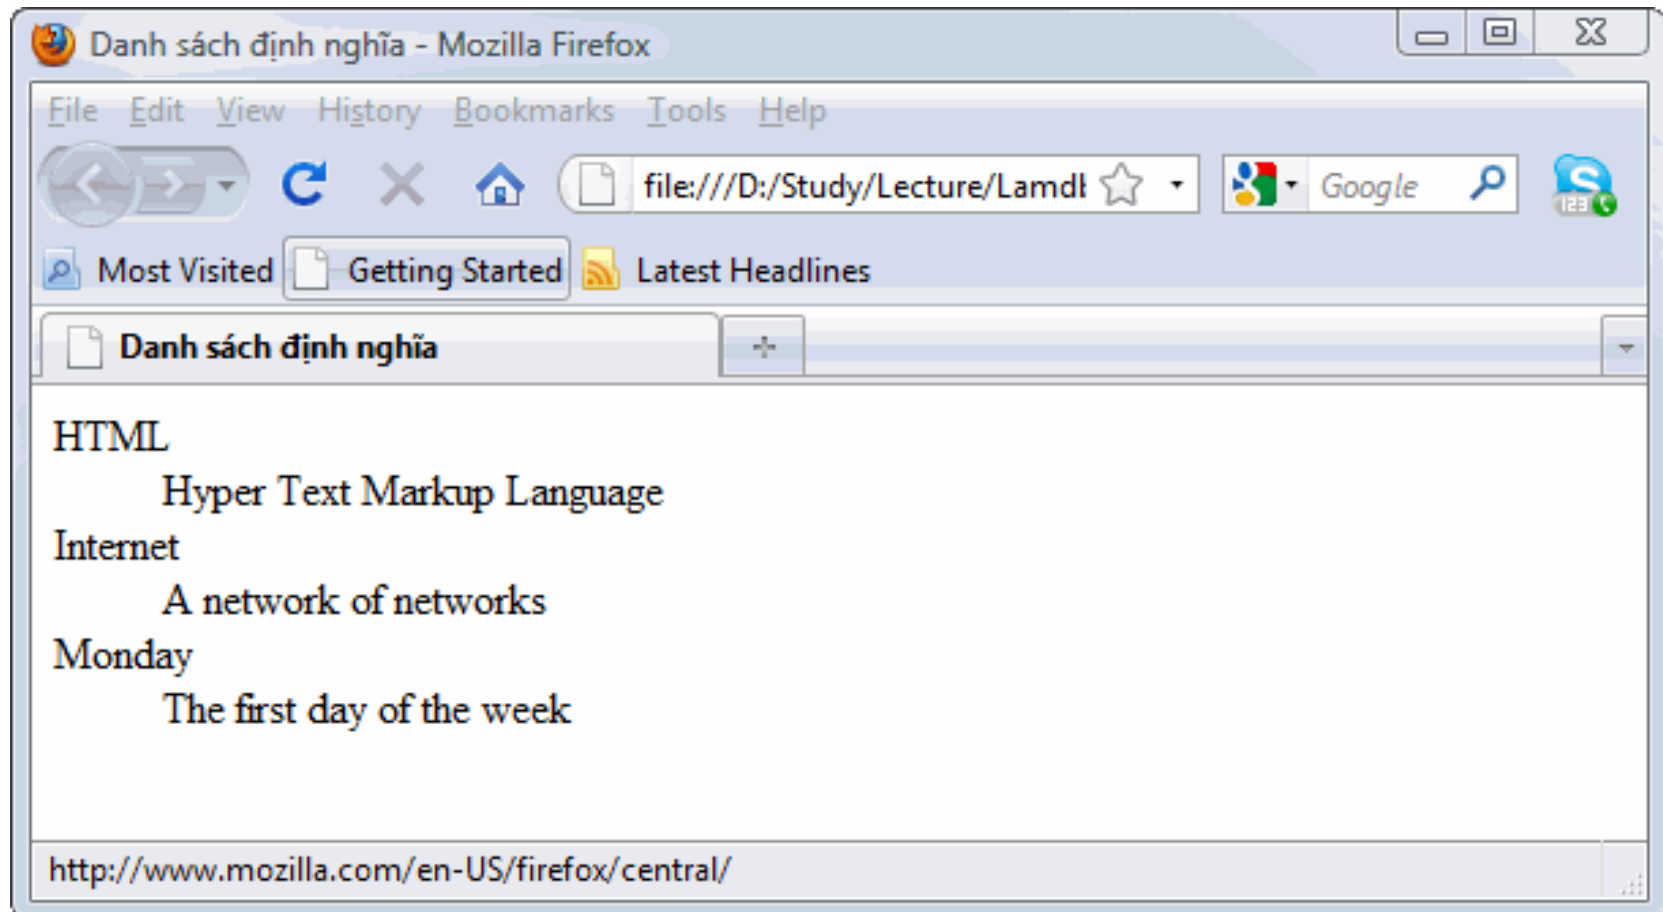 Danh sách định nghĩa - Mozilla Firefox
File Edit View History Bookmarks Tools Help
file:///D:/Study/Lecture/Lamdb Google
Most Visited Getting Started Latest Headlines
Danh sách định nghĩa
HTML
Hyper Text Markup Language
Internet
A network of networks
Monday
The first day of the week
http://www.mozilla.com/en-US/firefox/central/